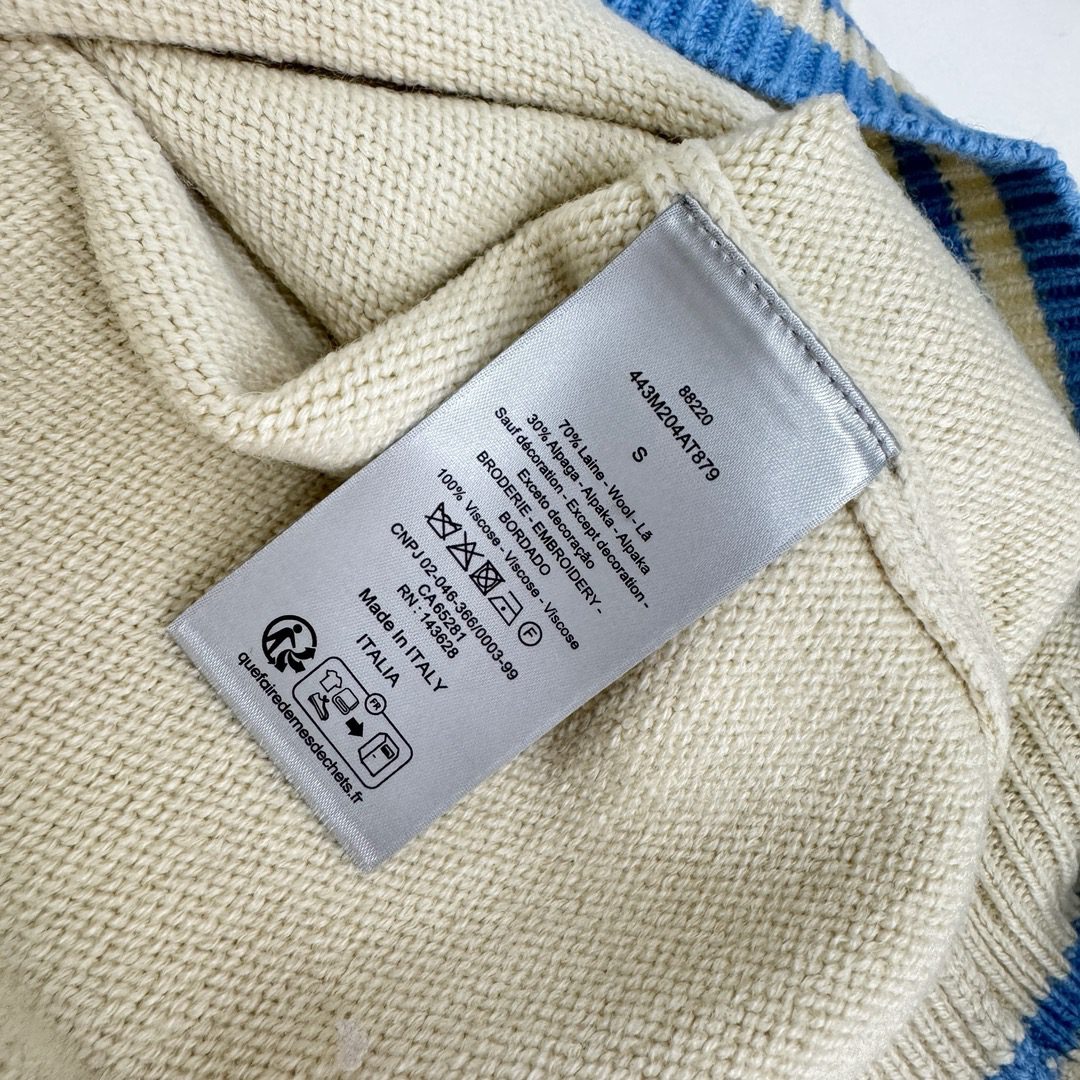 88220
443M204AT879
S
70% Laine - Wool - Lã
30% Alpaga - Alpaka - Alpaka
Sauf décoration - Except decoration -
Exceto decoração
BRODERIE - EMBROIDERY -
BORDADO
100% Viscose - Viscose - Viscose
F
CNPJ 02-046-366/0003-99
CA 65281
RN : 143628
Made In ITALY
ITALIA
FR
quefairedemesdechets.fr